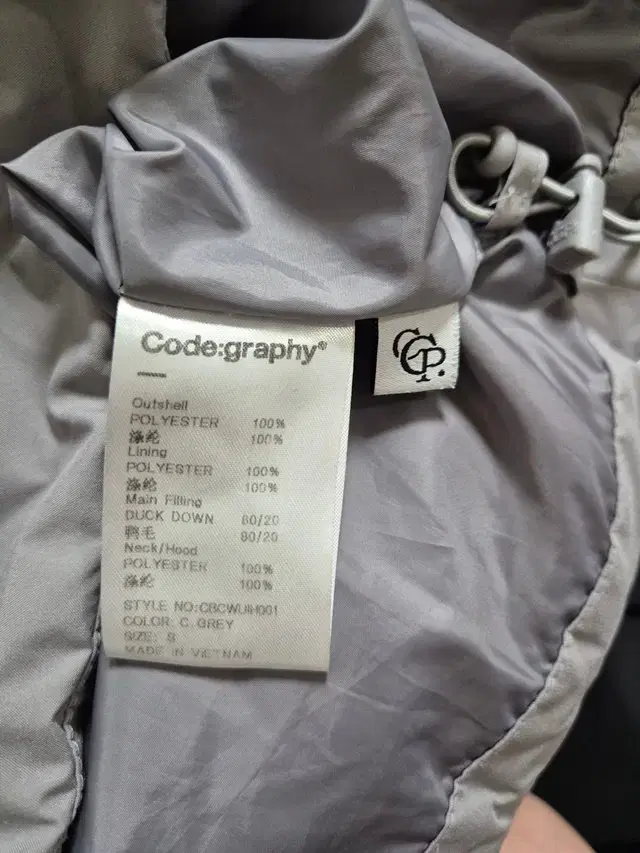 Code:graphy®
CGP.
Outshell
POLYESTER 100%
涤纶 100%
Lining
POLYESTER 100%
涤纶 100%
Main Filling
DUCK DOWN 80/20
鸭毛 80/20
Neck/Hood
POLYESTER 100%
涤纶 100%
STYLE NO:CBCWUIH001
COLOR: C. GREY
SIZE: S
MADE IN VIETNAM